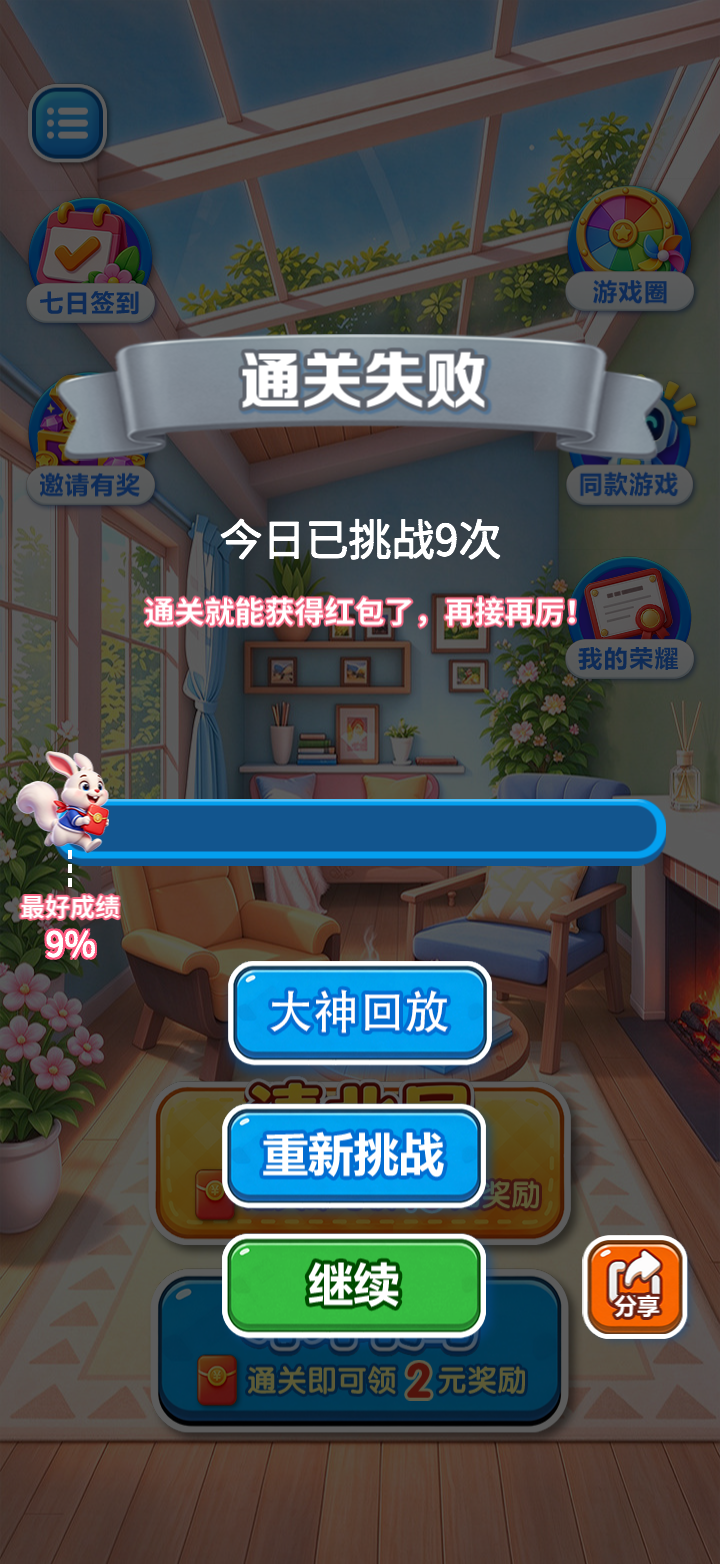 七日签到
游戏圈
通关失败
邀请有奖
同款游戏
今日已挑战9次
通关就能获得红包了，再接再厉！
我的荣耀
最好成绩
9%
大神回放
重新挑战
奖励
继续
分享
通关即可领2元奖励